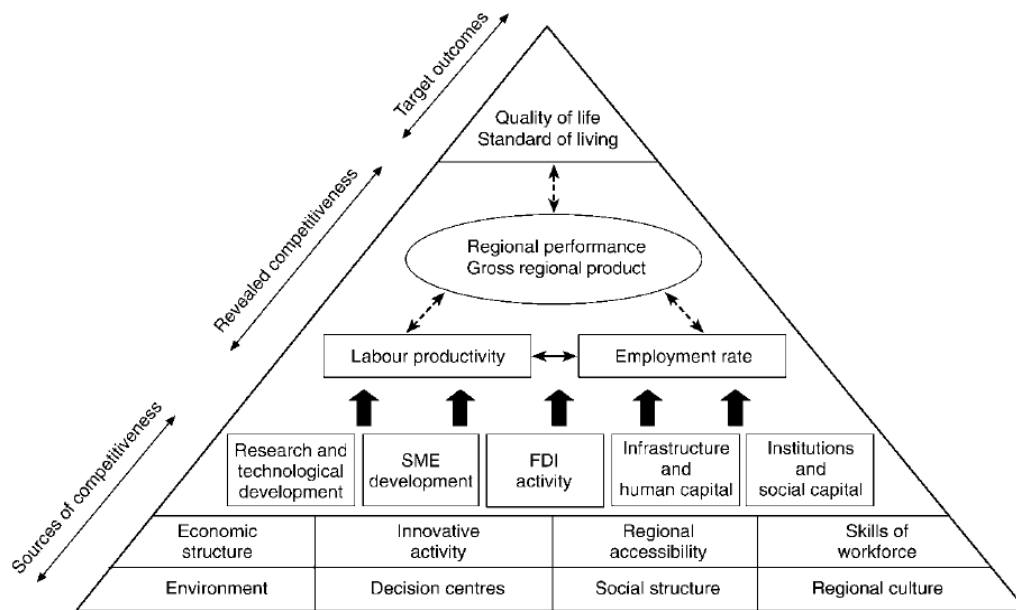 Target outcomes
Quality of life
Standard of living
Revealed competitiveness
Regional performance
Gross regional product
Labour productivity
Employment rate
Sources of competitiveness
Research and
technological
development
SME
development
FDI
activity
Infrastructure
and
human capital
Institutions
and
social capital
Economic
structure
Innovative
activity
Regional
accessibility
Skills of
workforce
Environment
Decision centres
Social structure
Regional culture